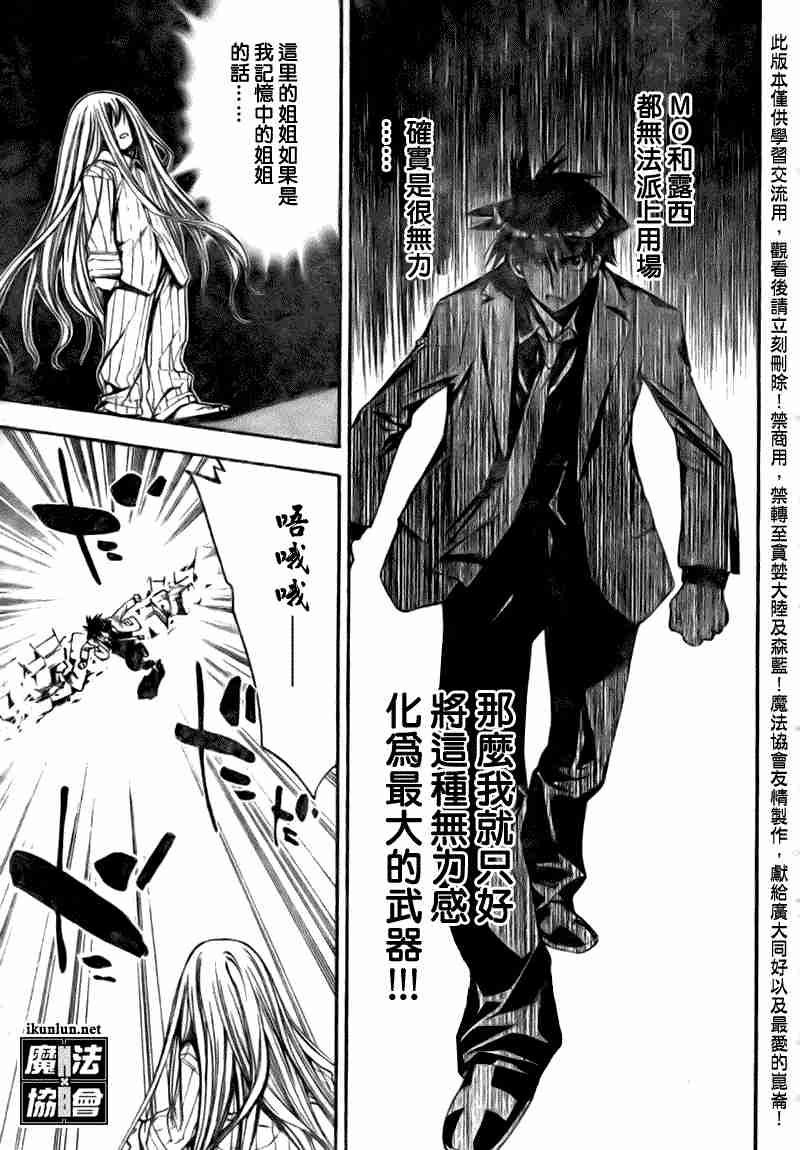 此版本僅供學習交流用，觀看後請立刻刪除！禁商用，禁轉至貪婪大陸及森藍！魔法協會友情製作，獻給廣大同好以及最愛的崑崙！
ＭＯ和露西
都無法派上用場
確實是很無力
……
那麼我就只好
將這種無力感
化為最大的武器!!!
這里的姐姐如果是
我記憶中的姐姐
的話……
唔哦哦——
ドン
ドン
ikunlun.net
魔法
協會